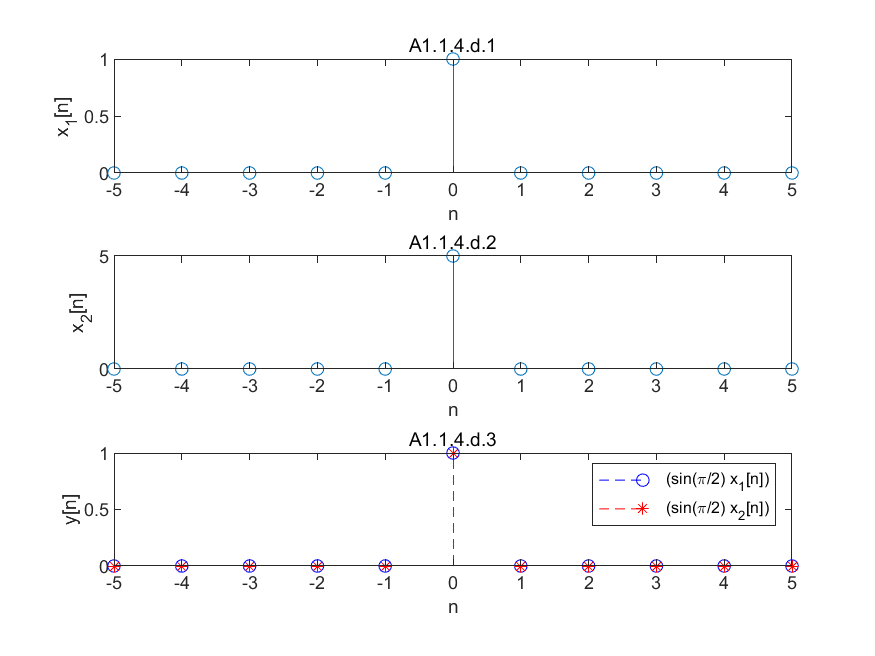 A1.1.4.d.1
1
0.5
0
x1[n]
-5 -4 -3 -2 -1 0 1 2 3 4 5
n
A1.1.4.d.2
5
0
x2[n]
-5 -4 -3 -2 -1 0 1 2 3 4 5
n
A1.1.4.d.3
1
0.5
0
y[n]
(sin(π/2) x1[n])
(sin(π/2) x2[n])
-5 -4 -3 -2 -1 0 1 2 3 4 5
n